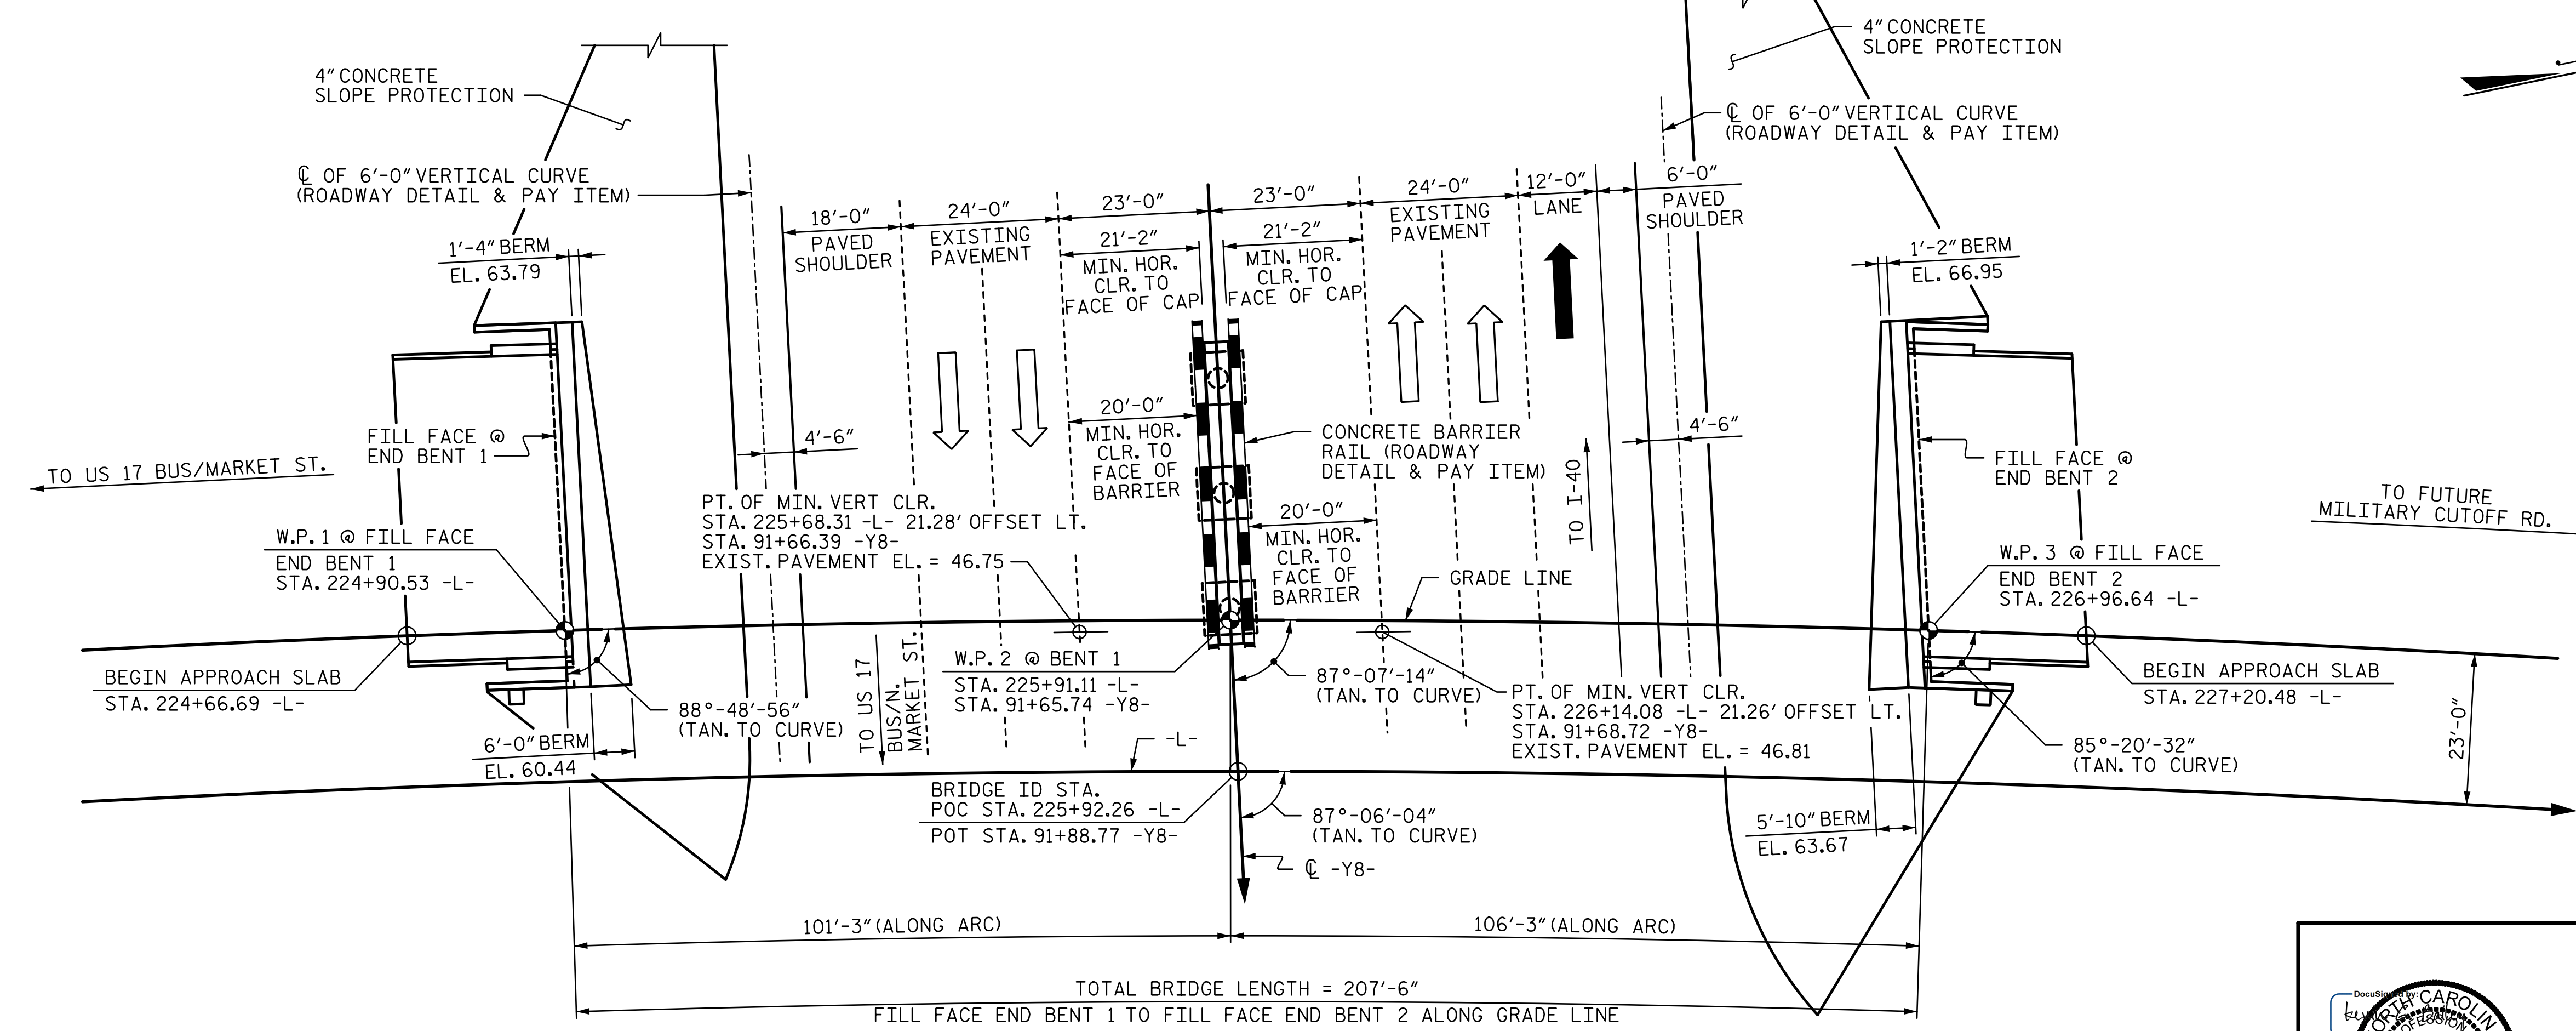 4" CONCRETE
SLOPE PROTECTION
4" CONCRETE
SLOPE PROTECTION
℄ OF 6'-0" VERTICAL CURVE
(ROADWAY DETAIL & PAY ITEM)
℄ OF 6'-0" VERTICAL CURVE
(ROADWAY DETAIL & PAY ITEM)
1'-4" BERM
EL. 63.79
18'-0"
PAVED
SHOULDER
24'-0"
EXISTING
PAVEMENT
23'-0"
21'-2"
MIN. HOR.
CLR. TO
FACE OF CAP
23'-0"
21'-2"
MIN. HOR.
CLR. TO
FACE OF CAP
24'-0"
EXISTING
PAVEMENT
12'-0"
LANE
6'-0"
PAVED
SHOULDER
1'-2" BERM
EL. 66.95
FILL FACE @
END BENT 1
4'-6"
20'-0"
MIN. HOR.
CLR. TO
FACE OF
BARRIER
CONCRETE BARRIER
RAIL (ROADWAY
DETAIL & PAY ITEM)
4'-6"
FILL FACE @
END BENT 2
TO US 17 BUS/MARKET ST.
TO FUTURE
MILITARY CUTOFF RD.
TO I-40
PT. OF MIN. VERT CLR.
STA. 225+68.31 -L- 21.28' OFFSET LT.
STA. 91+66.39 -Y8-
EXIST. PAVEMENT EL. = 46.75
20'-0"
MIN. HOR.
CLR. TO
FACE OF
BARRIER
GRADE LINE
W.P. 1 @ FILL FACE
END BENT 1
STA. 224+90.53 -L-
W.P. 3 @ FILL FACE
END BENT 2
STA. 226+96.64 -L-
BEGIN APPROACH SLAB
STA. 224+66.69 -L-
88°-48'-56"
(TAN. TO CURVE)
TO US 17
BUS/N.
MARKET ST.
W.P. 2 @ BENT 1
STA. 225+91.11 -L-
STA. 91+65.74 -Y8-
87°-07'-14"
(TAN. TO CURVE)
PT. OF MIN. VERT CLR.
STA. 226+14.08 -L- 21.26' OFFSET LT.
STA. 91+68.72 -Y8-
EXIST. PAVEMENT EL. = 46.81
BEGIN APPROACH SLAB
STA. 227+20.48 -L-
6'-0" BERM
EL. 60.44
-L-
85°-20'-32"
(TAN. TO CURVE)
23'-0"
BRIDGE ID STA.
POC STA. 225+92.26 -L-
POT STA. 91+88.77 -Y8-
87°-06'-04"
(TAN. TO CURVE)
℄ -Y8-
5'-10" BERM
EL. 63.67
101'-3" (ALONG ARC)
106'-3" (ALONG ARC)
TOTAL BRIDGE LENGTH = 207'-6"
FILL FACE END BENT 1 TO FILL FACE END BENT 2 ALONG GRADE LINE
DocuSigned by: